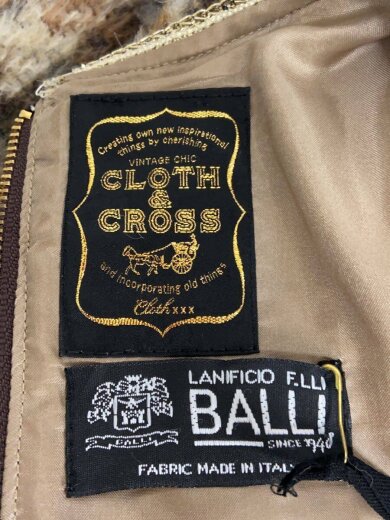 Creating own new inspirational
things by cherishing
VINTAGE CHIC
CLOTH
&
CROSS
and incorporating old things
Cloth xxx
LANIFICIO F.LLI
BALLI
SINCE 1948
BALLI
FABRIC MADE IN ITALY